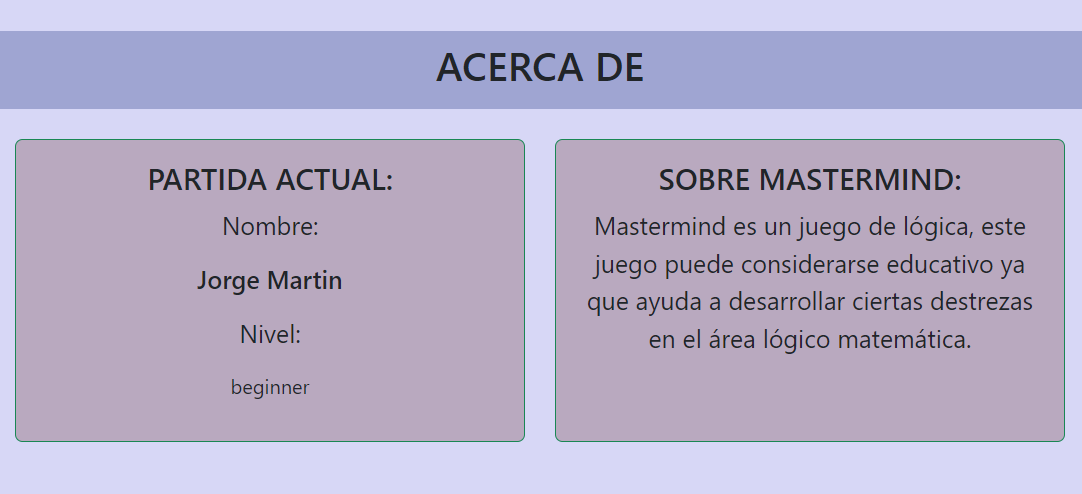 ACERCA DE
PARTIDA ACTUAL:
Nombre:
Jorge Martin
Nivel:
beginner
SOBRE MASTERMIND:
Mastermind es un juego de lógica, este
juego puede considerarse educativo ya
que ayuda a desarrollar ciertas destrezas
en el área lógico matemática.